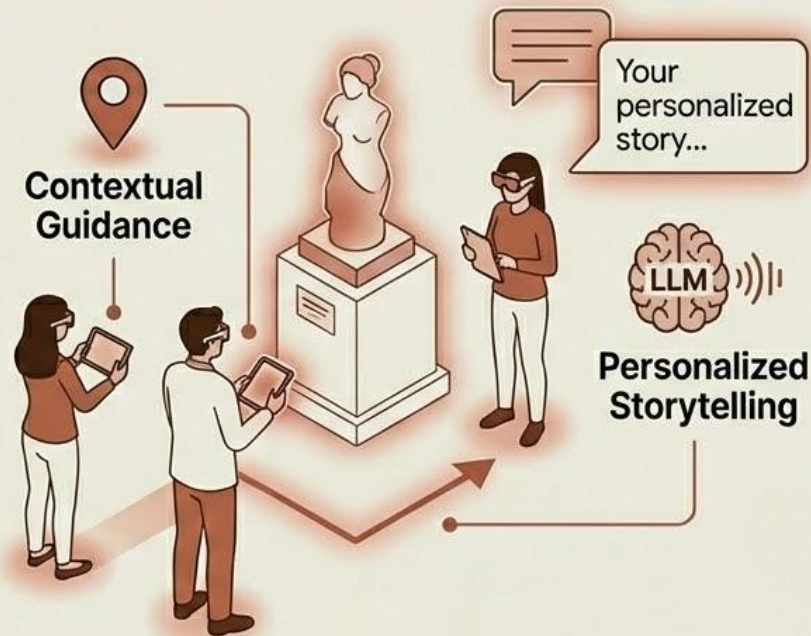 Your
personalized
story...
Contextual
Guidance
LLM
Personalized
Storytelling